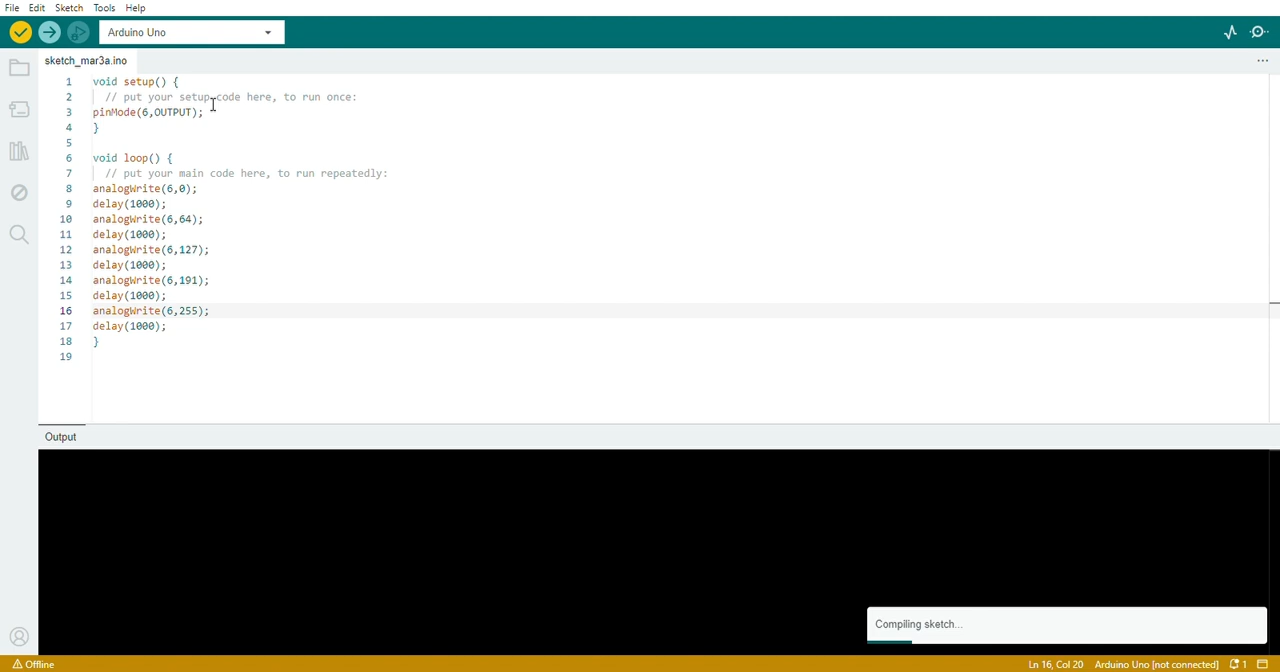 File Edit Sketch Tools Help
Arduino Uno
sketch_mar3a.ino
1 void setup() {
2 // put your setup code here, to run once:
3 pinMode(6,OUTPUT);
4 }
5
6 void loop() {
7 // put your main code here, to run repeatedly:
8 analogWrite(6,0);
9 delay(1000);
10 analogWrite(6,64);
11 delay(1000);
12 analogWrite(6,127);
13 delay(1000);
14 analogWrite(6,191);
15 delay(1000);
16 analogWrite(6,255);
17 delay(1000);
18 }
19
Output
Compiling sketch...
Offline Ln 16, Col 20 Arduino Uno [not connected] 1